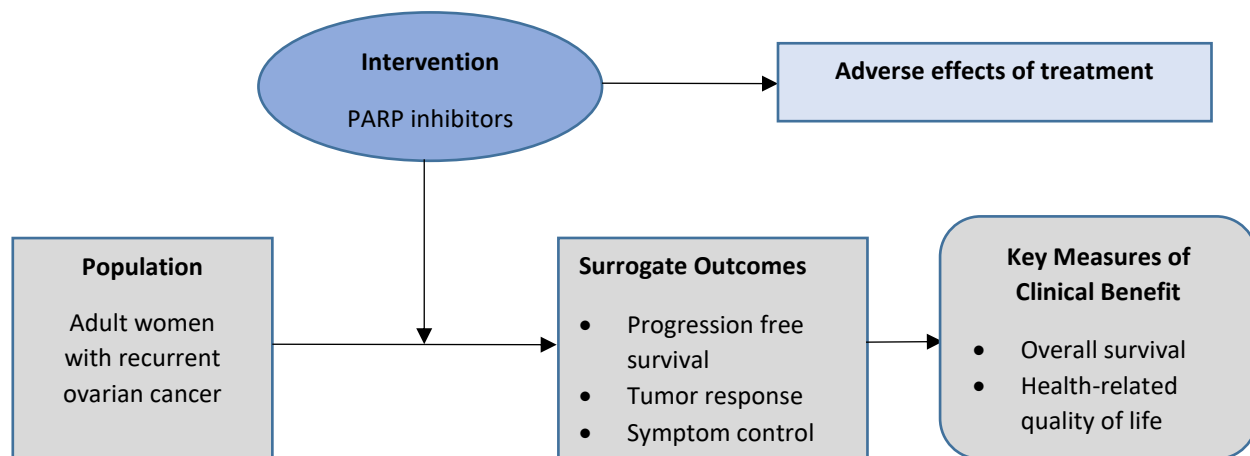 Intervention
PARP inhibitors
Adverse effects of treatment
Population
Adult women
with recurrent
ovarian cancer
Surrogate Outcomes
• Progression free
survival
• Tumor response
• Symptom control
Key Measures of
Clinical Benefit
• Overall survival
• Health-related
quality of life